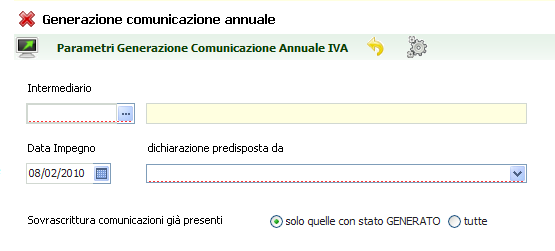 Generazione comunicazione annuale
Parametri Generazione Comunicazione Annuale IVA
Intermediario
...
Data Impegno dichiarazione predisposta da
08/02/2010
Sovrascrittura comunicazioni già presenti solo quelle con stato GENERATO tutte